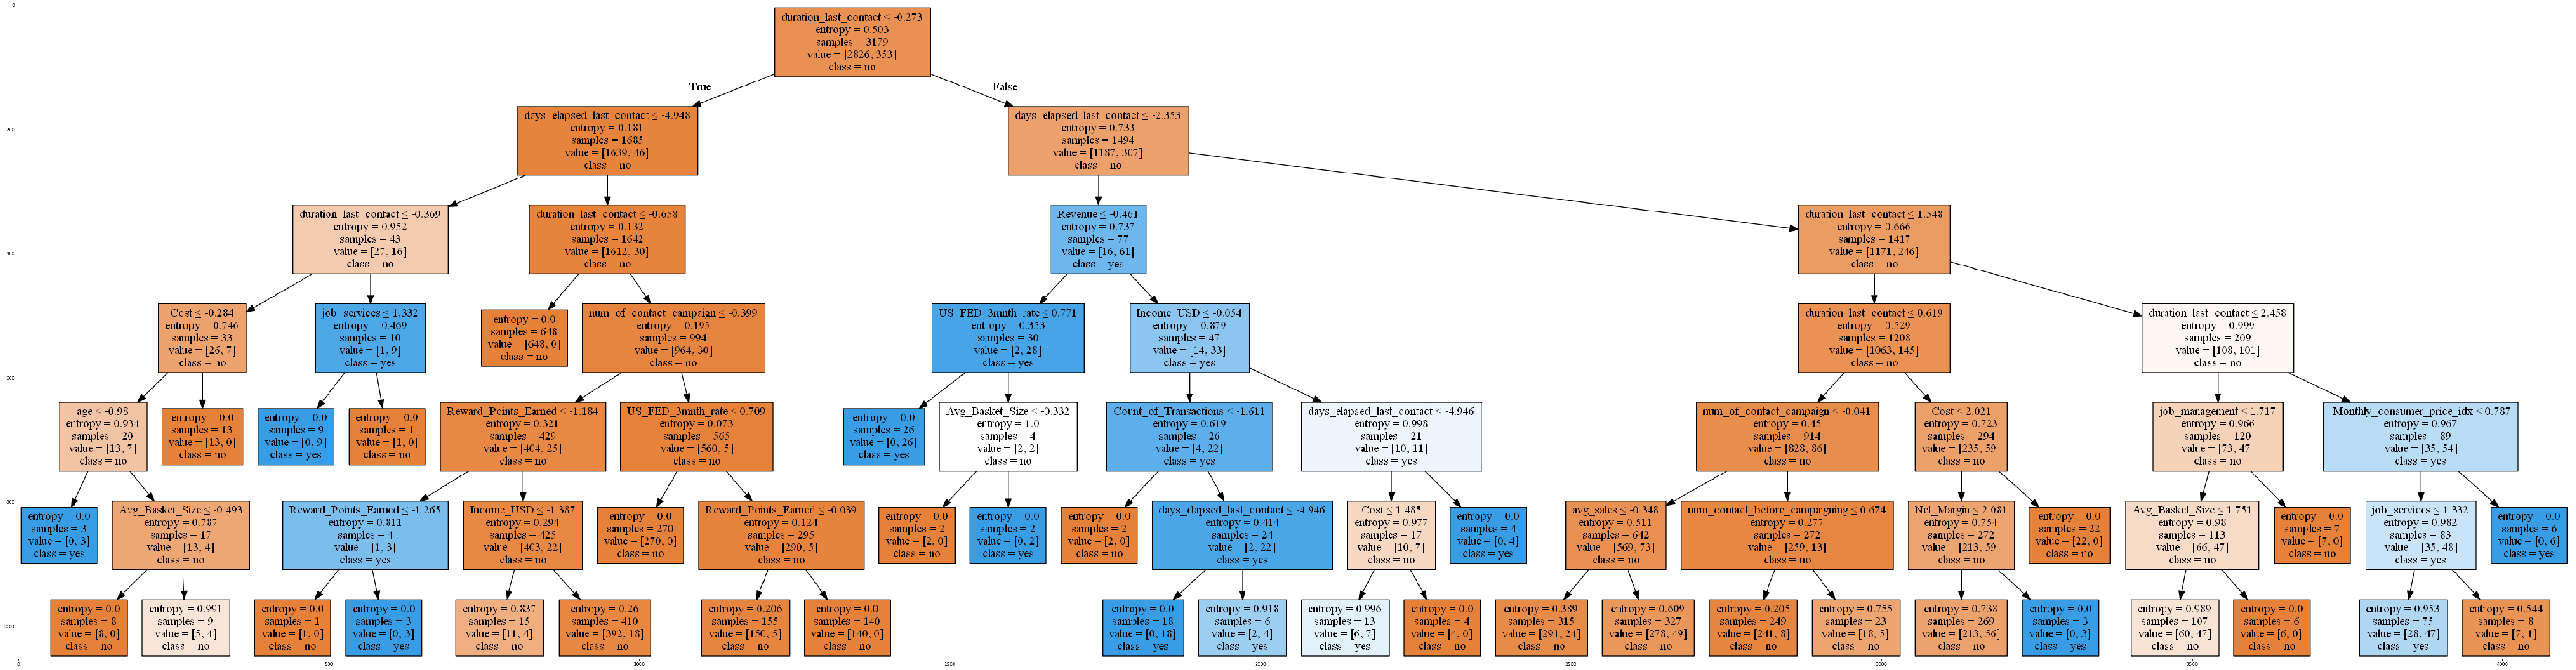 duration_last_contact ≤ -0.273
entropy = 0.503
samples = 3179
value = [2826, 353]
class = no
True
False
days_elapsed_last_contact ≤ -4.948
entropy = 0.181
samples = 1685
value = [1639, 46]
class = no
days_elapsed_last_contact ≤ -2.353
entropy = 0.733
samples = 1494
value = [1187, 307]
class = no
duration_last_contact ≤ -0.369
entropy = 0.952
samples = 43
value = [27, 16]
class = no
duration_last_contact ≤ -0.658
entropy = 0.132
samples = 1642
value = [1612, 30]
class = no
Revenue ≤ -0.461
entropy = 0.737
samples = 77
value = [16, 61]
class = yes
duration_last_contact ≤ 1.548
entropy = 0.666
samples = 1417
value = [1171, 246]
class = no
Cost ≤ -0.284
entropy = 0.746
samples = 33
value = [26, 7]
class = no
job_services ≤ 1.332
entropy = 0.469
samples = 10
value = [1, 9]
class = yes
entropy = 0.0
samples = 648
value = [648, 0]
class = no
num_of_contact_campaign ≤ -0.399
entropy = 0.195
samples = 994
value = [964, 30]
class = no
US_FED_3mnth_rate ≤ 0.771
entropy = 0.353
samples = 30
value = [2, 28]
class = yes
Income_USD ≤ -0.054
entropy = 0.879
samples = 47
value = [14, 33]
class = yes
duration_last_contact ≤ 0.619
entropy = 0.529
samples = 1208
value = [1063, 145]
class = no
duration_last_contact ≤ 2.458
entropy = 0.999
samples = 209
value = [108, 101]
class = no
age ≤ -0.98
entropy = 0.934
samples = 20
value = [13, 7]
class = no
entropy = 0.0
samples = 13
value = [13, 0]
class = no
entropy = 0.0
samples = 9
value = [0, 9]
class = yes
entropy = 0.0
samples = 1
value = [1, 0]
class = no
Reward_Points_Earned ≤ -1.184
entropy = 0.321
samples = 429
value = [404, 25]
class = no
US_FED_3mnth_rate ≤ 0.709
entropy = 0.073
samples = 565
value = [560, 5]
class = no
entropy = 0.0
samples = 26
value = [0, 26]
class = yes
Avg_Basket_Size ≤ -0.332
entropy = 1.0
samples = 4
value = [2, 2]
class = no
Count_of_Transactions ≤ -1.611
entropy = 0.619
samples = 26
value = [4, 22]
class = yes
days_elapsed_last_contact ≤ -4.946
entropy = 0.998
samples = 21
value = [10, 11]
class = yes
num_of_contact_campaign ≤ -0.041
entropy = 0.45
samples = 914
value = [828, 86]
class = no
Cost ≤ 2.021
entropy = 0.723
samples = 294
value = [235, 59]
class = no
job_management ≤ 1.717
entropy = 0.966
samples = 120
value = [73, 47]
class = no
Monthly_consumer_price_idx ≤ 0.787
entropy = 0.967
samples = 89
value = [35, 54]
class = yes
entropy = 0.0
samples = 3
value = [0, 3]
class = yes
Avg_Basket_Size ≤ -0.493
entropy = 0.787
samples = 17
value = [13, 4]
class = no
Reward_Points_Earned ≤ -1.265
entropy = 0.811
samples = 4
value = [1, 3]
class = yes
Income_USD ≤ -1.387
entropy = 0.294
samples = 425
value = [403, 22]
class = no
entropy = 0.0
samples = 270
value = [270, 0]
class = no
Reward_Points_Earned ≤ -0.039
entropy = 0.124
samples = 295
value = [290, 5]
class = no
entropy = 0.0
samples = 2
value = [2, 0]
class = no
entropy = 0.0
samples = 2
value = [0, 2]
class = yes
entropy = 0.0
samples = 2
value = [2, 0]
class = no
days_elapsed_last_contact ≤ -4.946
entropy = 0.414
samples = 24
value = [2, 22]
class = yes
Cost ≤ 1.485
entropy = 0.977
samples = 17
value = [10, 7]
class = no
entropy = 0.0
samples = 4
value = [0, 4]
class = yes
avg_sales ≤ -0.348
entropy = 0.511
samples = 642
value = [569, 73]
class = no
num_contact_before_campaigning ≤ 0.674
entropy = 0.277
samples = 272
value = [259, 13]
class = no
Net_Margin ≤ 2.081
entropy = 0.754
samples = 272
value = [213, 59]
class = no
entropy = 0.0
samples = 22
value = [22, 0]
class = no
Avg_Basket_Size ≤ 1.751
entropy = 0.98
samples = 113
value = [66, 47]
class = no
entropy = 0.0
samples = 7
value = [7, 0]
class = no
job_services ≤ 1.332
entropy = 0.982
samples = 83
value = [35, 48]
class = yes
entropy = 0.0
samples = 6
value = [0, 6]
class = yes
entropy = 0.0
samples = 8
value = [8, 0]
class = no
entropy = 0.991
samples = 9
value = [5, 4]
class = no
entropy = 0.0
samples = 1
value = [1, 0]
class = no
entropy = 0.0
samples = 3
value = [0, 3]
class = yes
entropy = 0.837
samples = 15
value = [11, 4]
class = no
entropy = 0.26
samples = 410
value = [392, 18]
class = no
entropy = 0.206
samples = 155
value = [150, 5]
class = no
entropy = 0.0
samples = 140
value = [140, 0]
class = no
entropy = 0.0
samples = 18
value = [0, 18]
class = yes
entropy = 0.918
samples = 6
value = [2, 4]
class = yes
entropy = 0.996
samples = 13
value = [6, 7]
class = yes
entropy = 0.0
samples = 4
value = [4, 0]
class = no
entropy = 0.389
samples = 315
value = [291, 24]
class = no
entropy = 0.609
samples = 327
value = [278, 49]
class = no
entropy = 0.205
samples = 249
value = [241, 8]
class = no
entropy = 0.755
samples = 23
value = [18, 5]
class = no
entropy = 0.738
samples = 269
value = [213, 56]
class = no
entropy = 0.0
samples = 3
value = [0, 3]
class = yes
entropy = 0.989
samples = 107
value = [60, 47]
class = no
entropy = 0.0
samples = 6
value = [6, 0]
class = no
entropy = 0.953
samples = 75
value = [28, 47]
class = yes
entropy = 0.544
samples = 8
value = [7, 1]
class = no
0
200
400
600
800
1000
0
500
1000
1500
2000
2500
3000
3500
4000